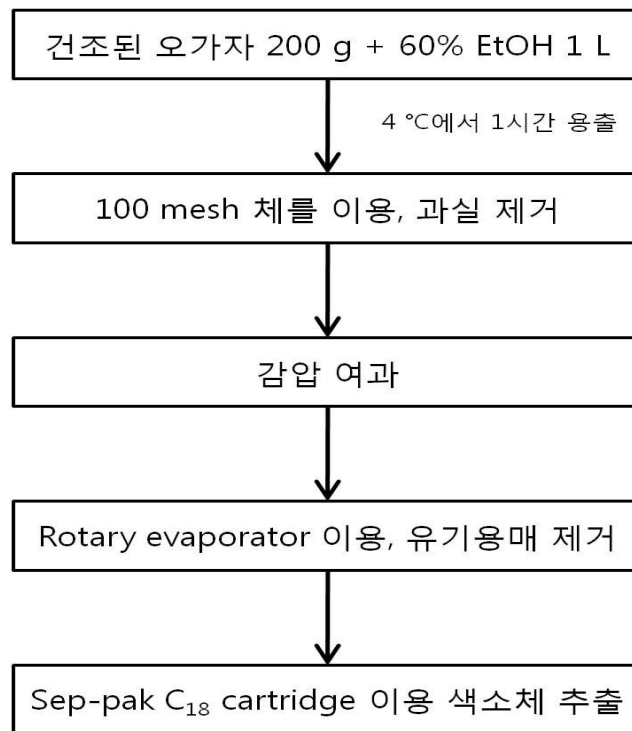 건조된 오가자 200 g + 60% EtOH 1 L
4 ℃에서 1시간 용출
100 mesh 체를 이용, 과실 제거
감압 여과
Rotary evaporator 이용, 유기용매 제거
Sep-pak C₁₈ cartridge 이용 색소체 추출